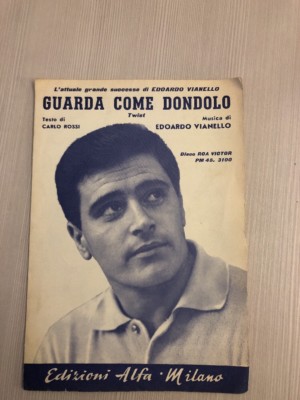 L'attuale grande successo di EDOARDO VIANELLO
GUARDA COME DONDOLO
Twist
Testo di
CARLO ROSSI
Musica di
EDOARDO VIANELLO
Disco RCA VICTOR
PM-45. 3100
Edizioni Alfa · Milano